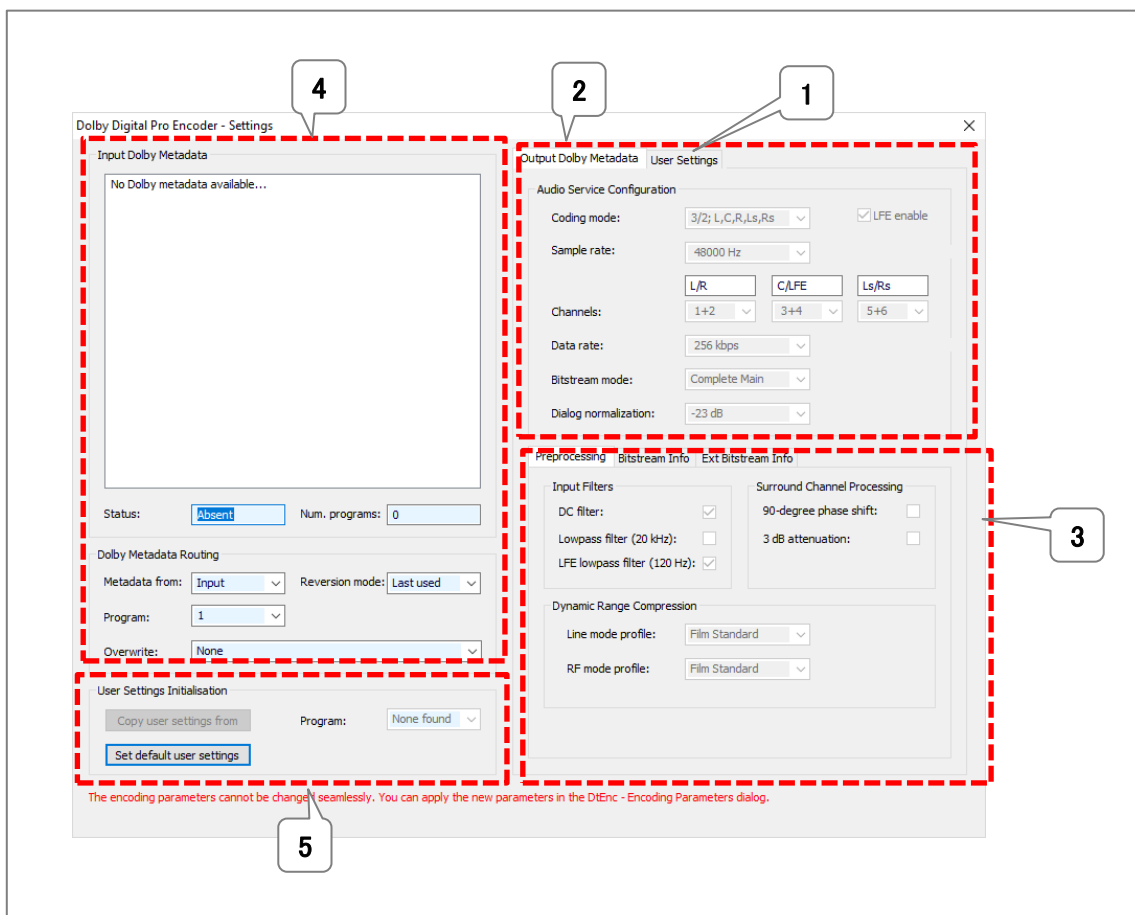 4
2
1
Dolby Digital Pro Encoder - Settings
Input Dolby Metadata
No Dolby metadata available...
Status: Absent Num. programs: 0
Dolby Metadata Routing
Metadata from: Input Reversion mode: Last used
Program: 1
Overwrite: None
User Settings Initialisation
Copy user settings from Program: None found
Set default user settings
Output Dolby Metadata User Settings
Audio Service Configuration
Coding mode: 3/2; L,C,R,Ls,Rs LFE enable
Sample rate: 48000 Hz
L/R C/LFE Ls/Rs
Channels: 1+2 3+4 5+6
Data rate: 256 kbps
Bitstream mode: Complete Main
Dialog normalization: -23 dB
Preprocessing Bitstream Info Ext Bitstream Info
Input Filters
DC filter:
Lowpass filter (20 kHz):
LFE lowpass filter (120 Hz):
Surround Channel Processing
90-degree phase shift:
3 dB attenuation:
3
Dynamic Range Compression
Line mode profile: Film Standard
RF mode profile: Film Standard
The encoding parameters cannot be changed seamlessly. You can apply the new parameters in the DtEnc - Encoding Parameters dialog.
5